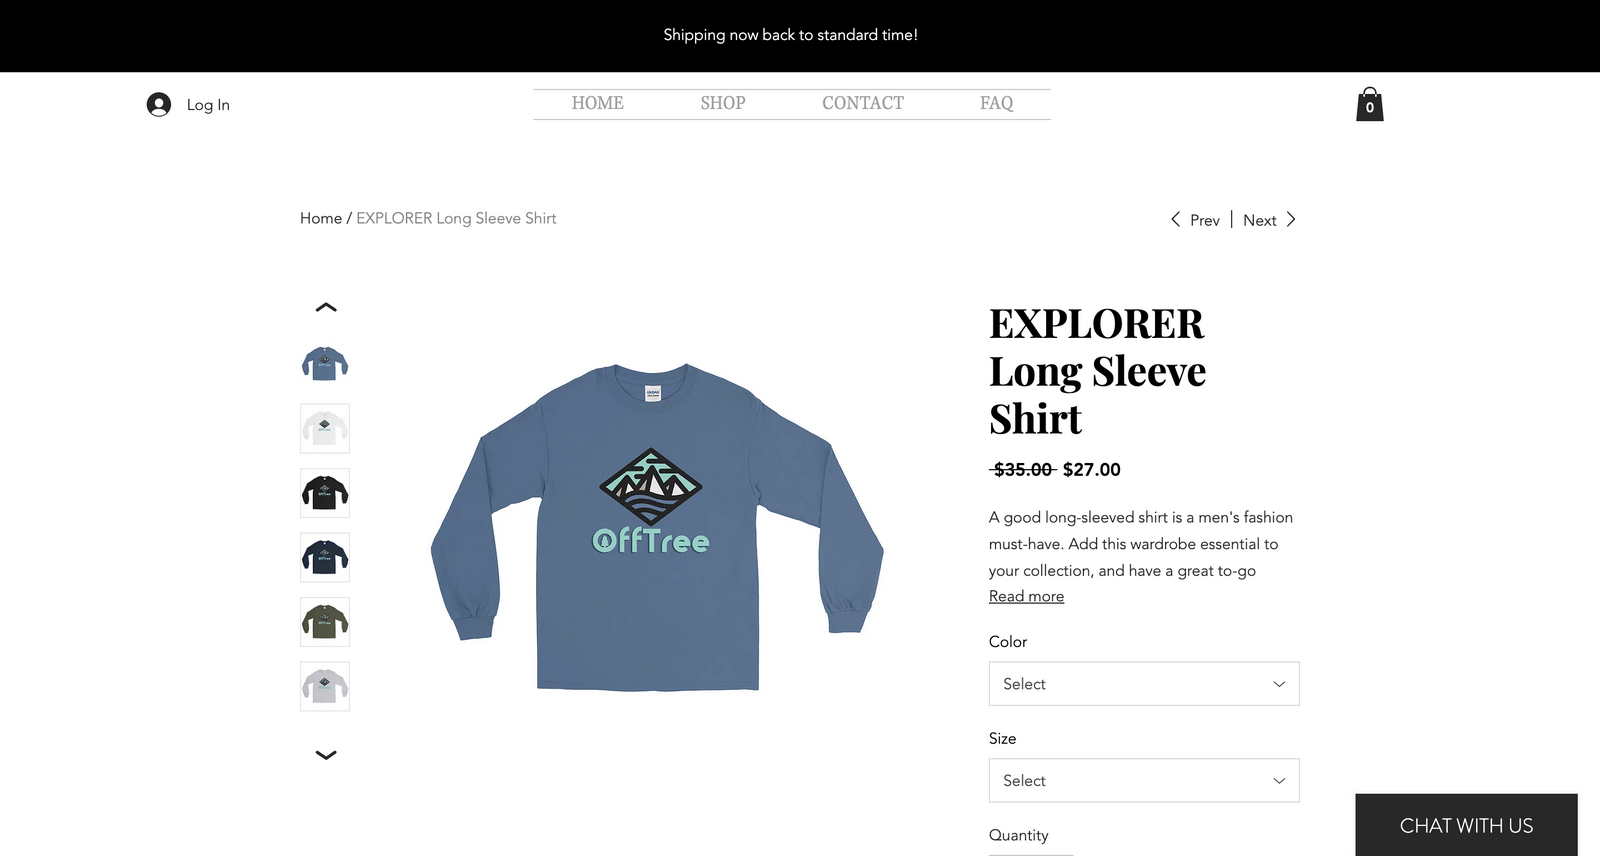 Shipping now back to standard time!
Log In
HOME SHOP CONTACT FAQ
0
Home / EXPLORER Long Sleeve Shirt
Prev | Next
EXPLORER
Long Sleeve
Shirt
$35.00 $27.00
A good long-sleeved shirt is a men's fashion
must-have. Add this wardrobe essential to
your collection, and have a great to-go
Read more
OffTree
Color
Select
Size
Select
Quantity
CHAT WITH US